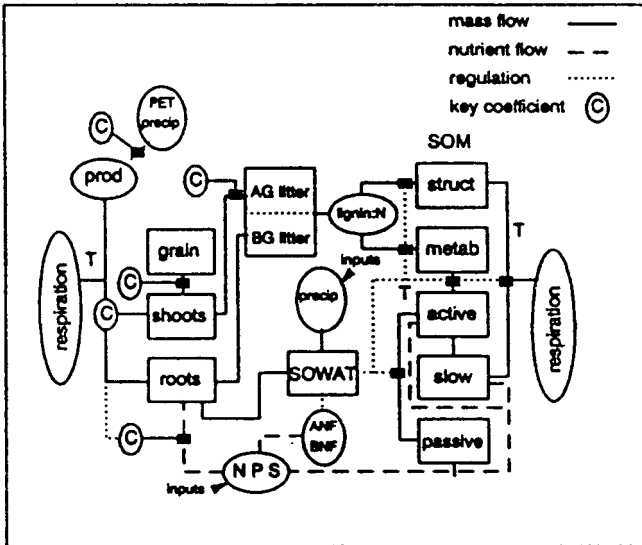 mass flow
nutrient flow
regulation
key coefficient C
SOM
C
PET
precip
prod
C
AG litter
BG litter
lignin:N
struct
T
grain
T
metab
inputs
precip
C
respiration
C
shoots
T
active
respiration
roots
SOWAT
slow
C
ANF
BNF
passive
N P S
inputs